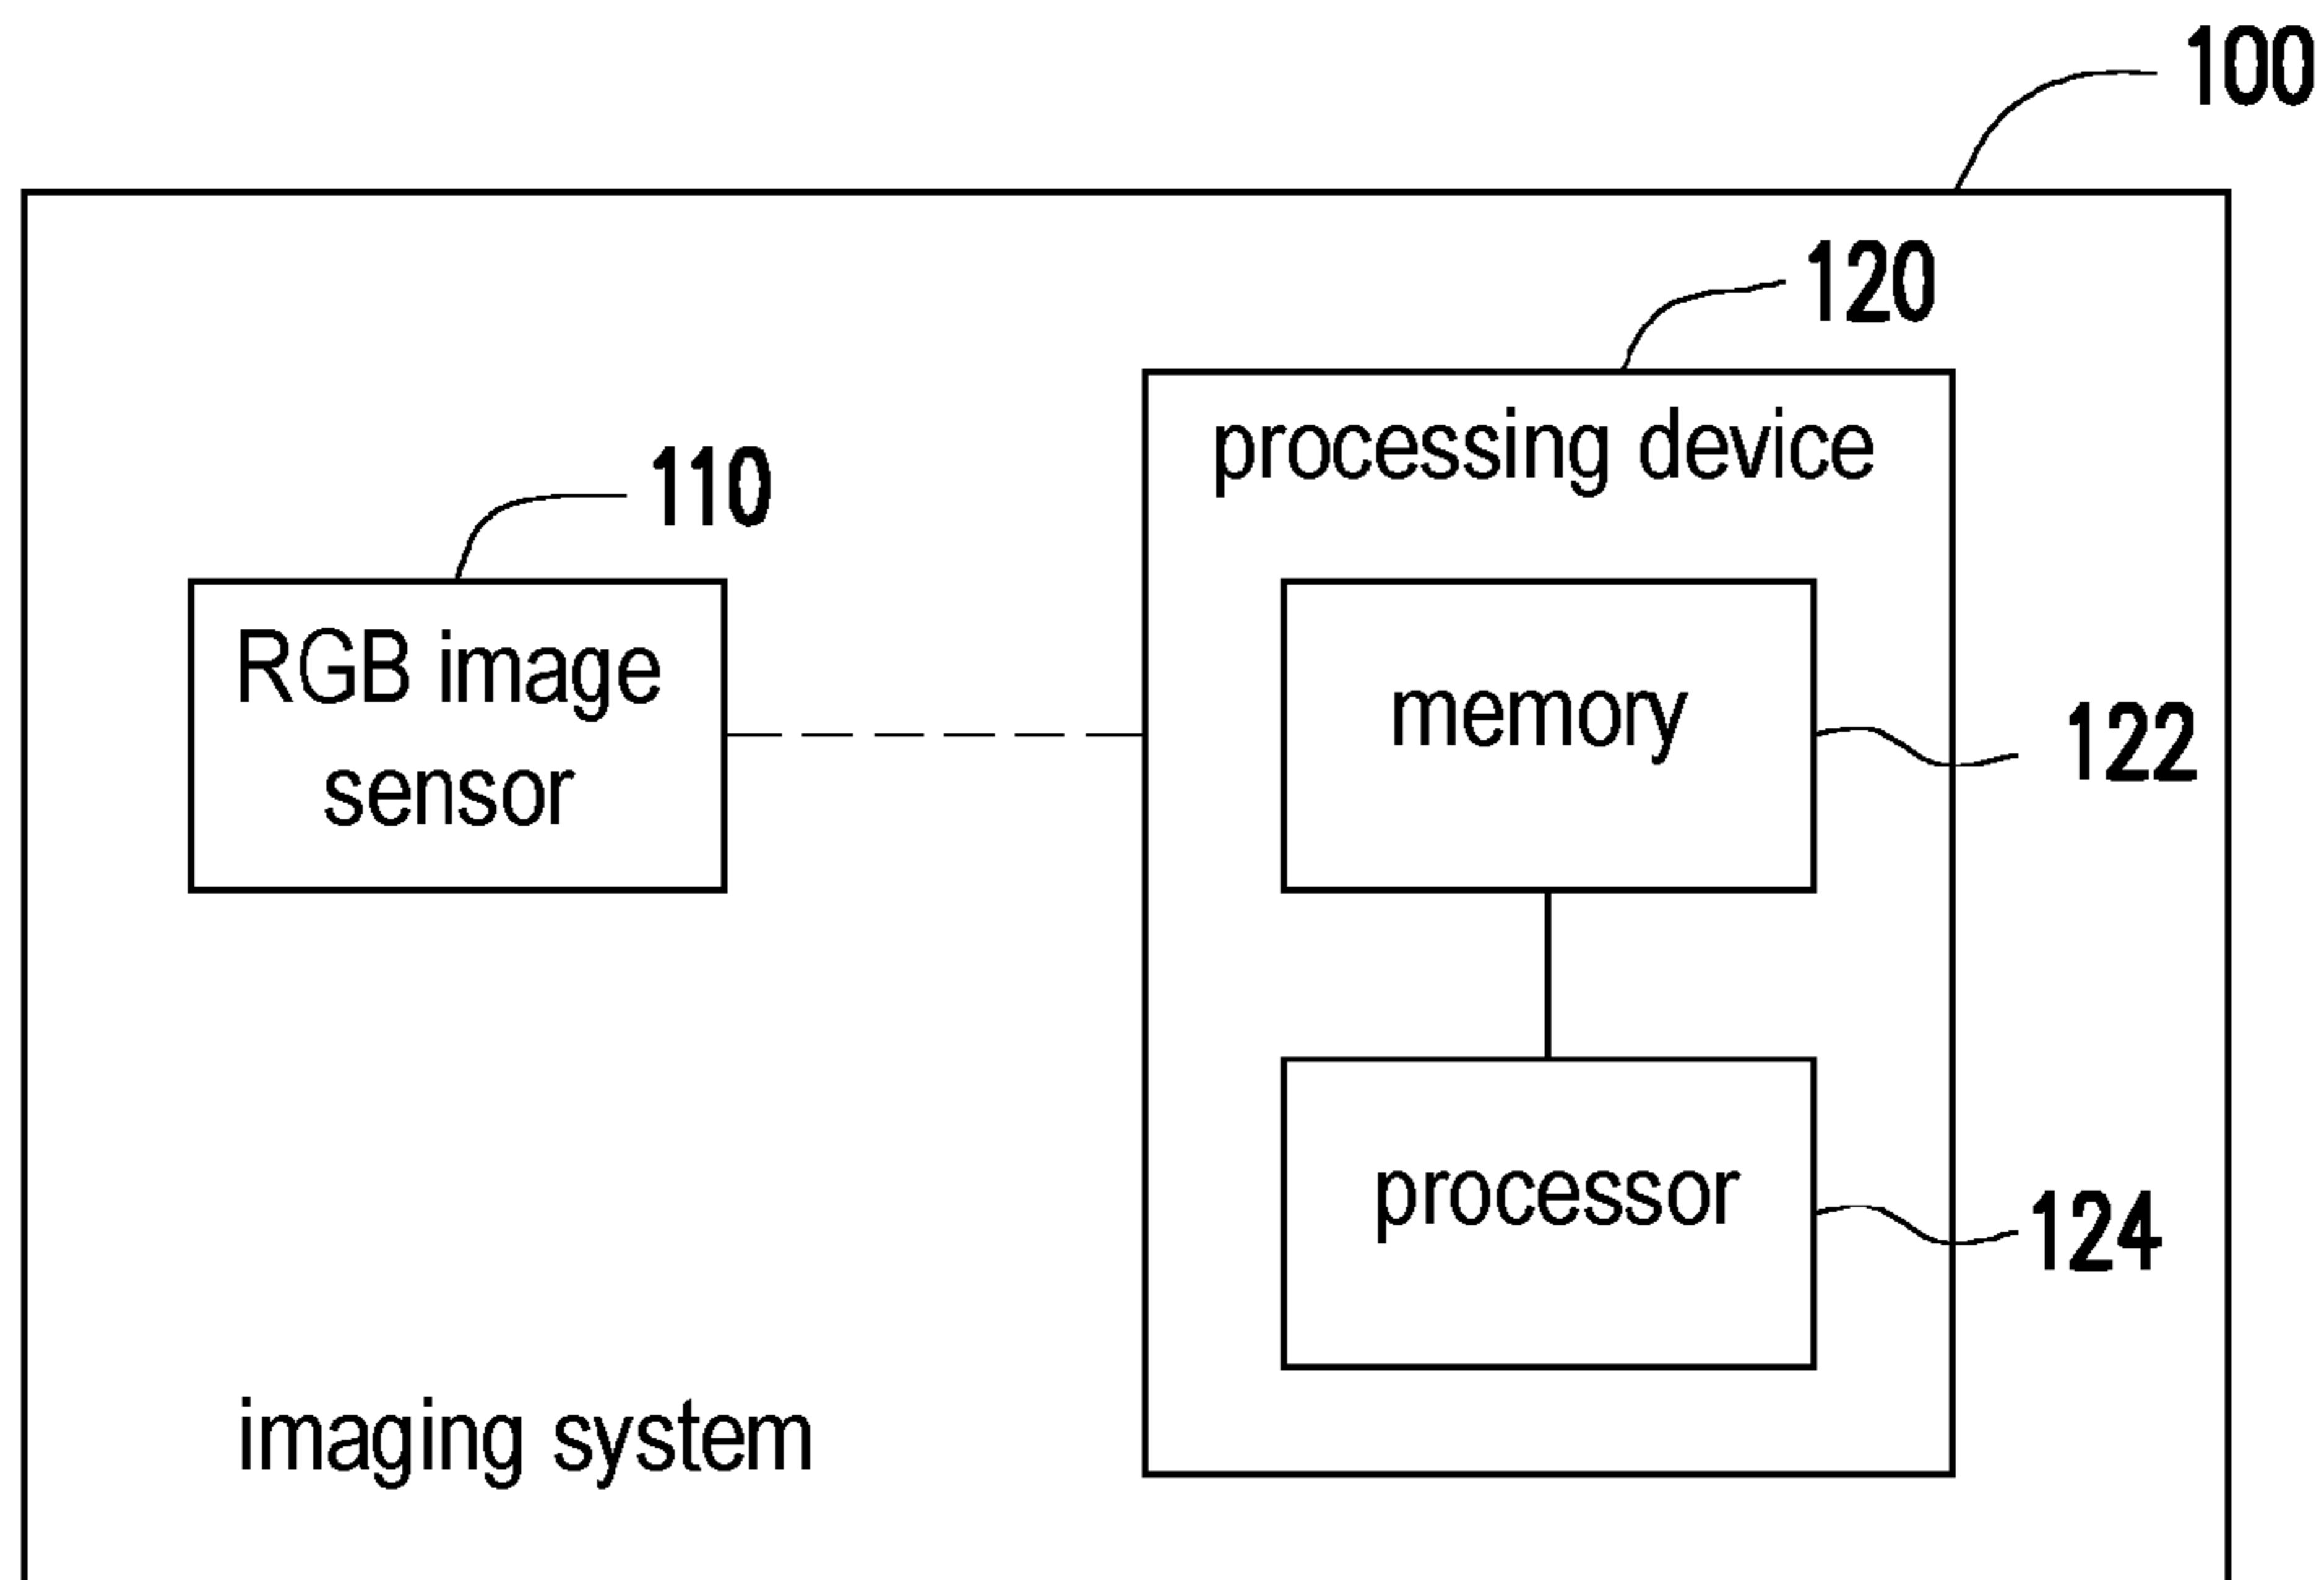 100
120
processing device
110
RGB image
sensor
memory
122
processor
124
imaging system